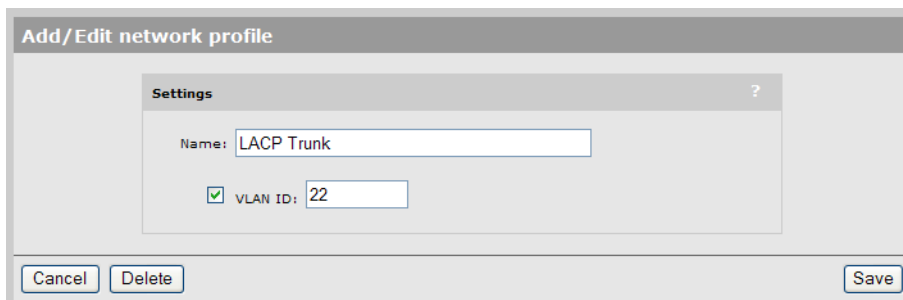 Add/Edit network profile
Settings ?
Name: LACP Trunk
VLAN ID: 22
Cancel Delete Save